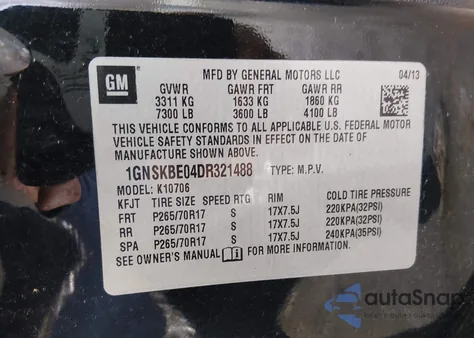 GM
MFD BY GENERAL MOTORS LLC 04/13
GVWR GAWR FRT GAWR RR
3311 KG 1633 KG 1860 KG
7300 LB 3600 LB 4100 LB
THIS VEHICLE CONFORMS TO ALL APPLICABLE U.S. FEDERAL MOTOR
VEHICLE SAFETY STANDARDS IN EFFECT ON THE DATE OF
MANUFACTURE SHOWN ABOVE.
1GNSKBE04DR321488 TYPE: M.P.V.
MODEL: K10706
KFJT TIRE SIZE SPEED RTG RIM COLD TIRE PRESSURE
FRT P265/70R17 S 17X7.5J 220KPA(32PSI)
RR P265/70R17 S 17X7.5J 220KPA(32PSI)
SPA P265/70R17 S 17X7.5J 240KPA(35PSI)
SEE OWNER'S MANUAL FOR MORE INFORMATION
autaSnap